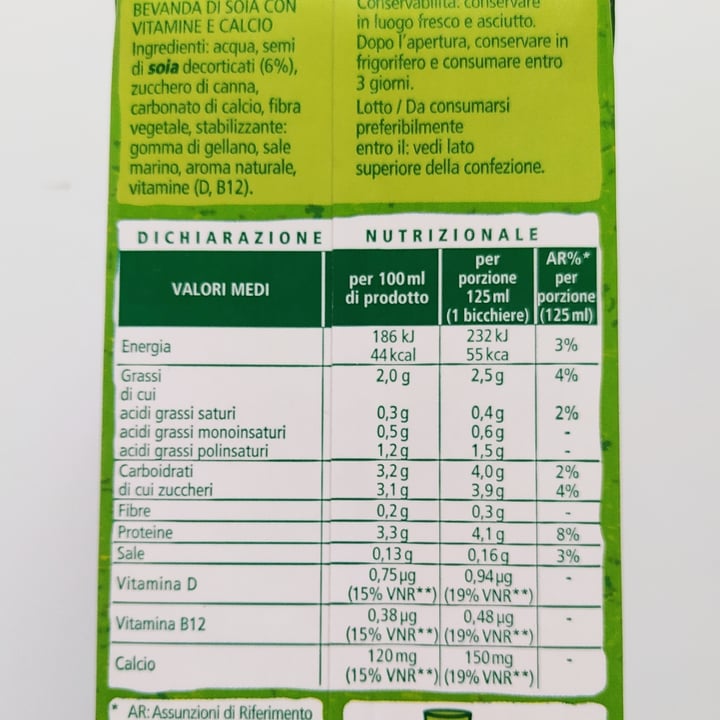 BEVANDA DI SOIA CON
VITAMINE E CALCIO
Ingredienti: acqua, semi
di soia decorticati (6%),
zucchero di canna,
carbonato di calcio, fibra
vegetale, stabilizzante:
gomma di gellano, sale
marino, aroma naturale,
vitamine (D, B12).
Conservabilità: conservare
in luogo fresco e asciutto.
Dopo l'apertura, conservare in
frigorifero e consumare entro
3 giorni.
Lotto / Da consumarsi
preferibilmente
entro il: vedi lato
superiore della confezione.
DICHIARAZIONE NUTRIZIONALE
VALORI MEDI
per 100 ml
di prodotto
per
porzione
125 ml
(1 bicchiere)
AR%*
per
porzione
(125 ml)
Energia 186 kJ 232 kJ 3%
44 kcal 55 kca
Grassi 2,0 g 2,5 g 4%
di cui
acidi grassi saturi 0,3 g 0,4 g 2%
acidi grassi monoinsaturi 0,5 g 0,6 g -
acidi grassi polinsaturi 1,2 g 1,5 g -
Carboidrati 3,2 g 4,0 g 2%
di cui zuccheri 3,1 g 3,9 g 4%
Fibre 0,2 g 0,3 g -
Proteine 3,3 g 4,1 g 8%
Sale 0,13 g 0,16 g 3%
Vitamina D 0,75 µg 0,94 µg -
(15% VNR**) (19% VNR**)
Vitamina B12 0,38 µg 0,48 µg -
(15% VNR**) (19% VNR**)
Calcio 120 mg 150 mg -
(15% VNR**) (19% VNR**)
* AR: Assunzioni di Riferimento